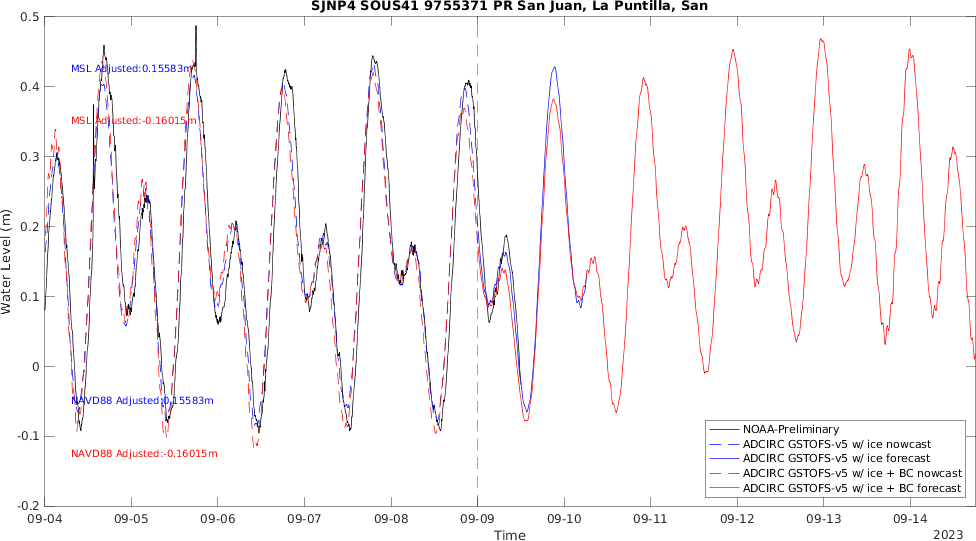 SJNP4 SOUS41 9755371 PR San Juan, La Puntilla, San
0.5
0.4
0.3
0.2
0.1
0
-0.1
-0.2
Water Level (m)
MSL Adjusted:0.15583m
MSL Adjusted:-0.16015m
NAVD88 Adjusted:0.15583m
NAVD88 Adjusted:-0.16015m
NOAA-Preliminary
ADCIRC GSTOFS-v5 w/ ice nowcast
ADCIRC GSTOFS-v5 w/ ice forecast
ADCIRC GSTOFS-v5 w/ ice + BC nowcast
ADCIRC GSTOFS-v5 w/ ice + BC forecast
09-04 09-05 09-06 09-07 09-08 09-09 09-10 09-11 09-12 09-13 09-14
Time
2023